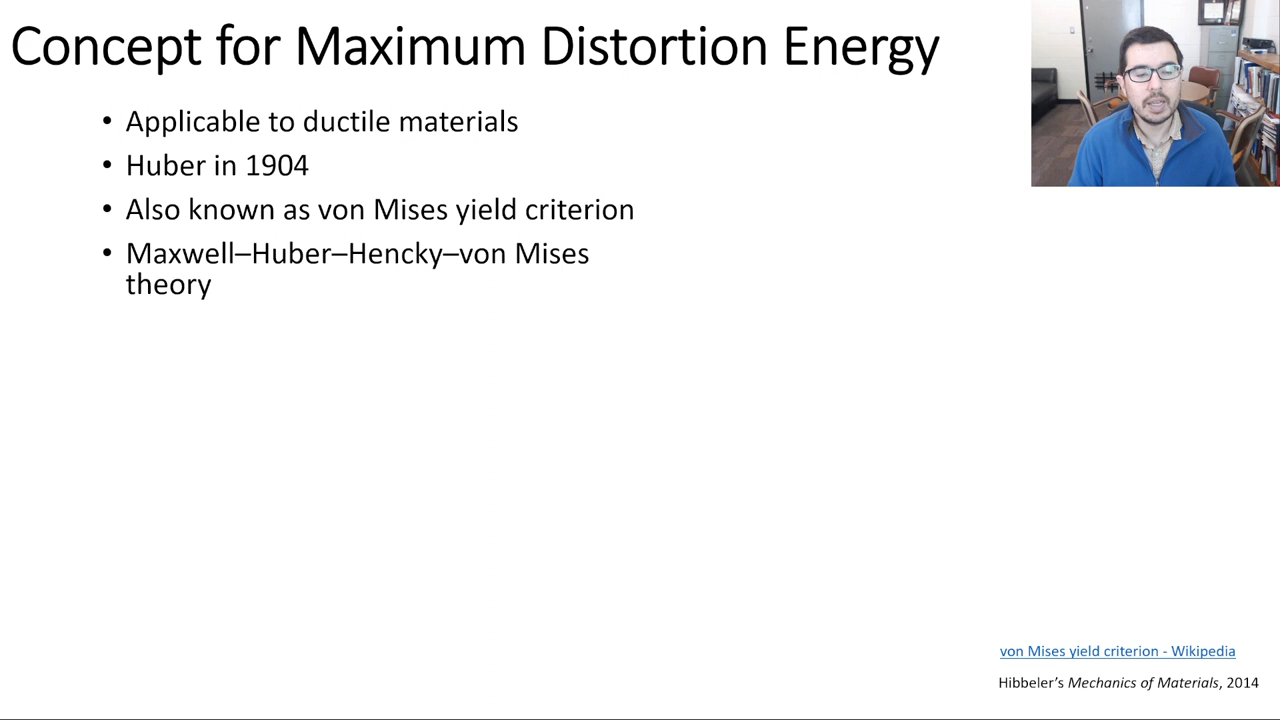 Concept for Maximum Distortion Energy
• Applicable to ductile materials
• Huber in 1904
• Also known as von Mises yield criterion
• Maxwell–Huber–Hencky–von Mises
theory
von Mises yield criterion - Wikipedia
Hibbeler’s Mechanics of Materials, 2014